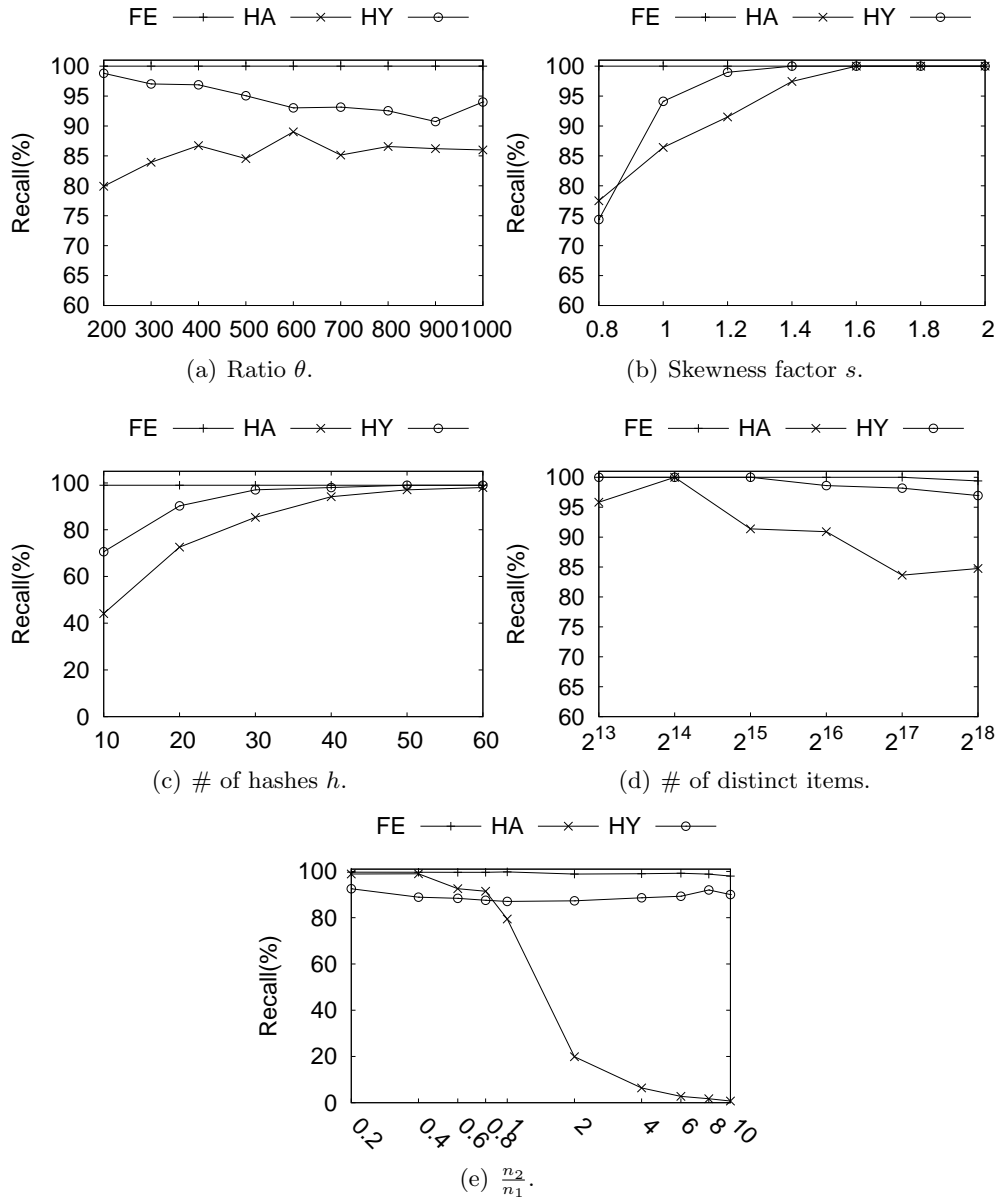 FE HA HY
100
95
90
85
80
75
70
65
60
Recall(%)
200 300 400 500 600 700 800 900 1000
(a) Ratio θ.
FE HA HY
100
95
90
85
80
75
70
65
60
Recall(%)
0.8 1 1.2 1.4 1.6 1.8 2
(b) Skewness factor s.
FE HA HY
100
80
60
40
20
0
Recall(%)
10 20 30 40 50 60
(c) # of hashes h.
FE HA HY
100
95
90
85
80
75
70
65
60
Recall(%)
2^13 2^14 2^15 2^16 2^17 2^18
(d) # of distinct items.
FE HA HY
100
80
60
40
20
0
Recall(%)
0.2 0.4 0.6 0.8 1 2 4 6 8 10
(e) n2/n1.